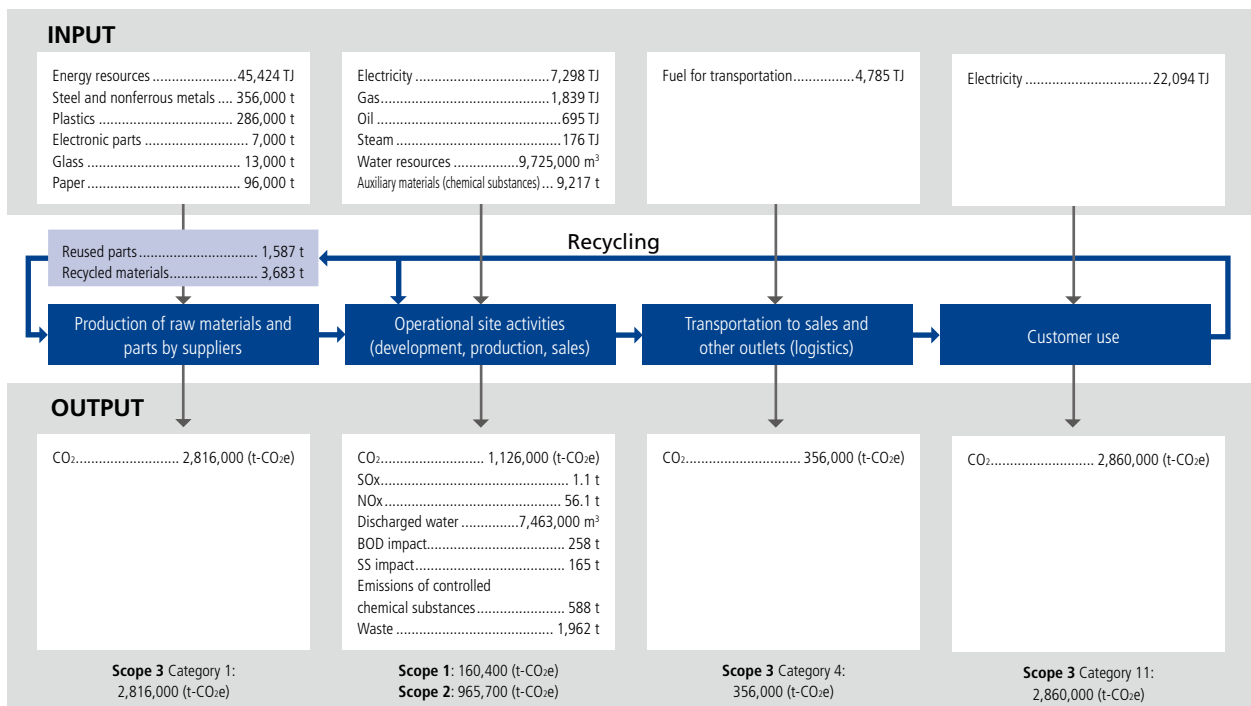 INPUT
Energy resources ..................45,424 TJ
Steel and nonferrous metals .... 356,000 t
Plastics ................................ 286,000 t
Electronic parts ........................ 7,000 t
Glass ..................................... 13,000 t
Paper ..................................... 96,000 t
Electricity ................................7,298 TJ
Gas........................................1,839 TJ
Oil ...........................................695 TJ
Steam ......................................176 TJ
Water resources ................9,725,000 m³
Auxiliary materials (chemical substances) ... 9,217 t
Fuel for transportation.............. 4,785 TJ
Electricity ..............................22,094 TJ
Recycling
Reused parts ............................ 1,587 t
Recycled materials..................... 3,683 t
Production of raw materials and
parts by suppliers
Operational site activities
(development, production, sales)
Transportation to sales and
other outlets (logistics)
Customer use
OUTPUT
CO₂......................... 2,816,000 (t-CO₂e)
CO₂......................... 1,126,000 (t-CO₂e)
SOx............................................ 1.1 t
NOx .......................................... 56.1 t
Discharged water ...............7,463,000 m³
BOD impact................................. 258 t
SS impact.................................... 165 t
Emissions of controlled
chemical substances...................... 588 t
Waste ...................................... 1,962 t
CO₂............................ 356,000 (t-CO₂e)
CO₂......................... 2,860,000 (t-CO₂e)
Scope 3 Category 1:
2,816,000 (t-CO₂e)
Scope 1: 160,400 (t-CO₂e)
Scope 2: 965,700 (t-CO₂e)
Scope 3 Category 4:
356,000 (t-CO₂e)
Scope 3 Category 11:
2,860,000 (t-CO₂e)